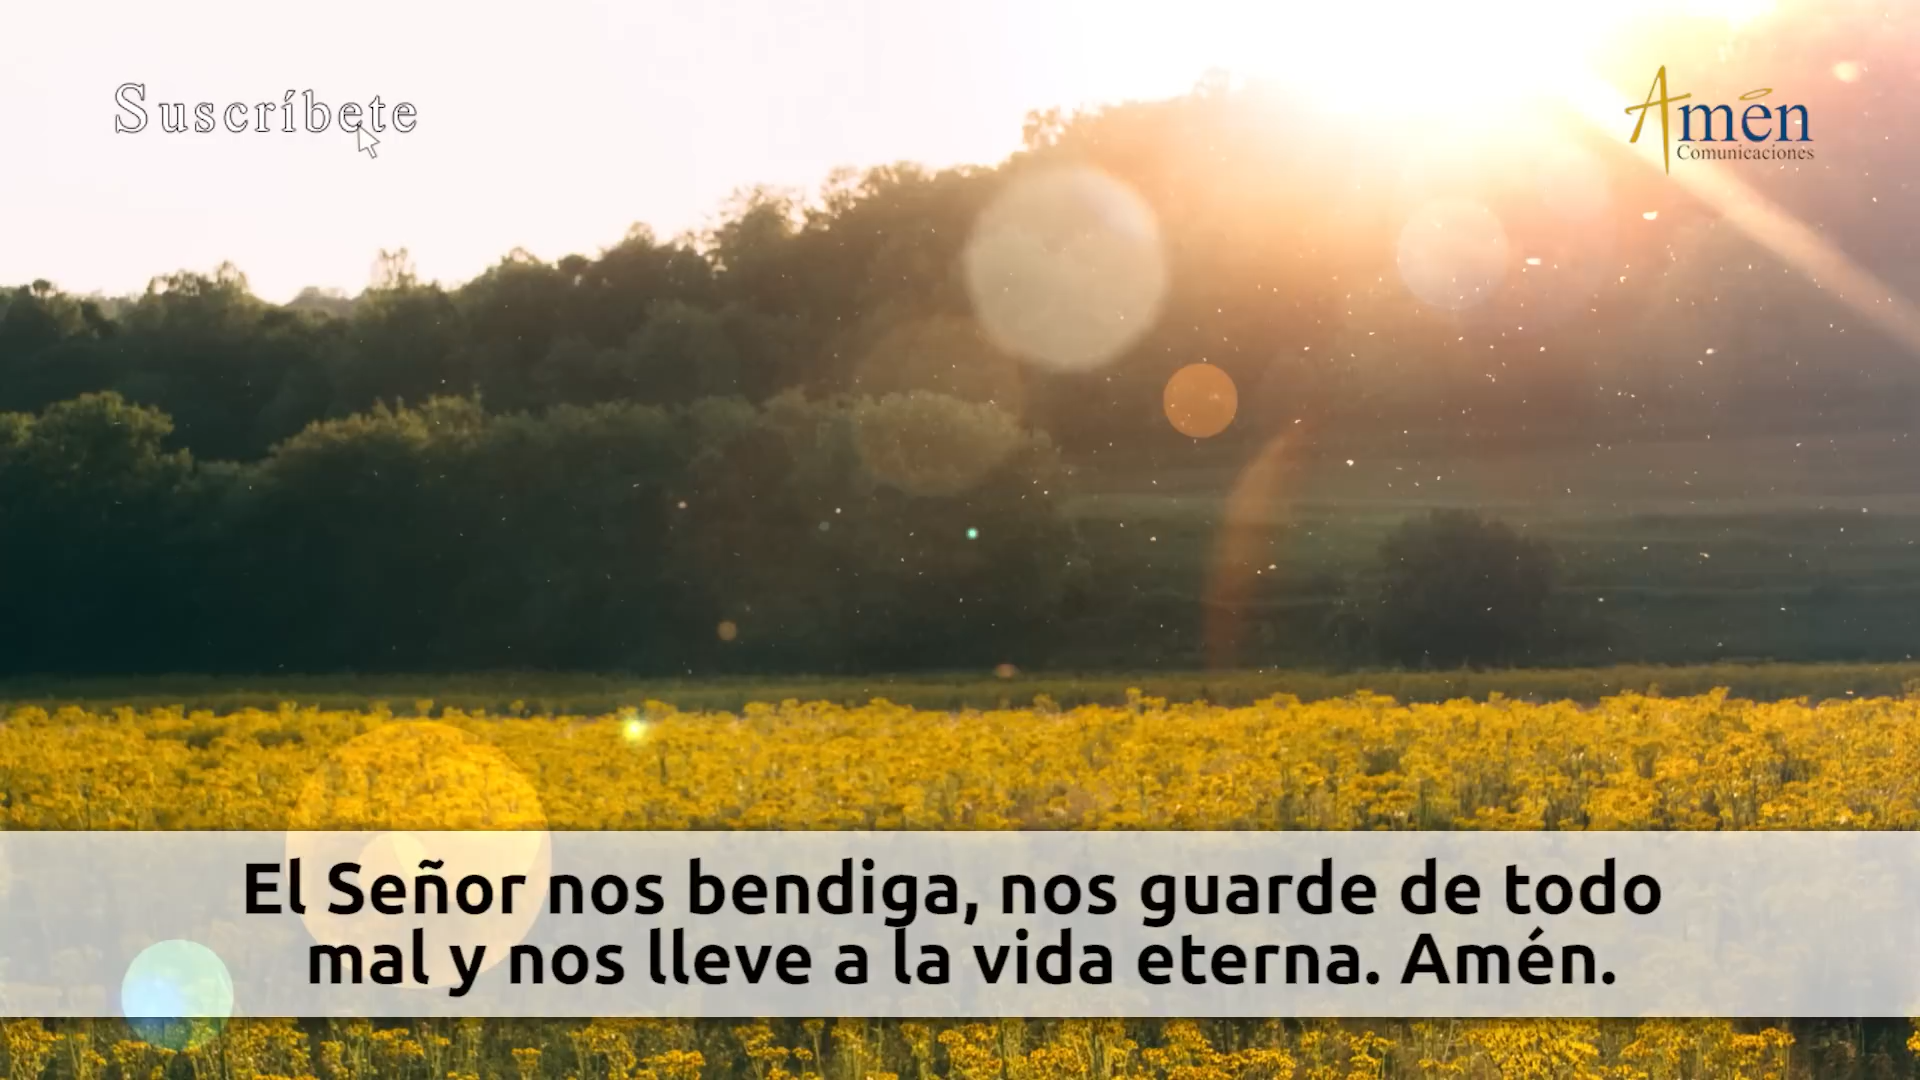 Suscríbete
Amén
Comunicaciones
El Señor nos bendiga, nos guarde de todo
mal y nos lleve a la vida eterna. Amén.